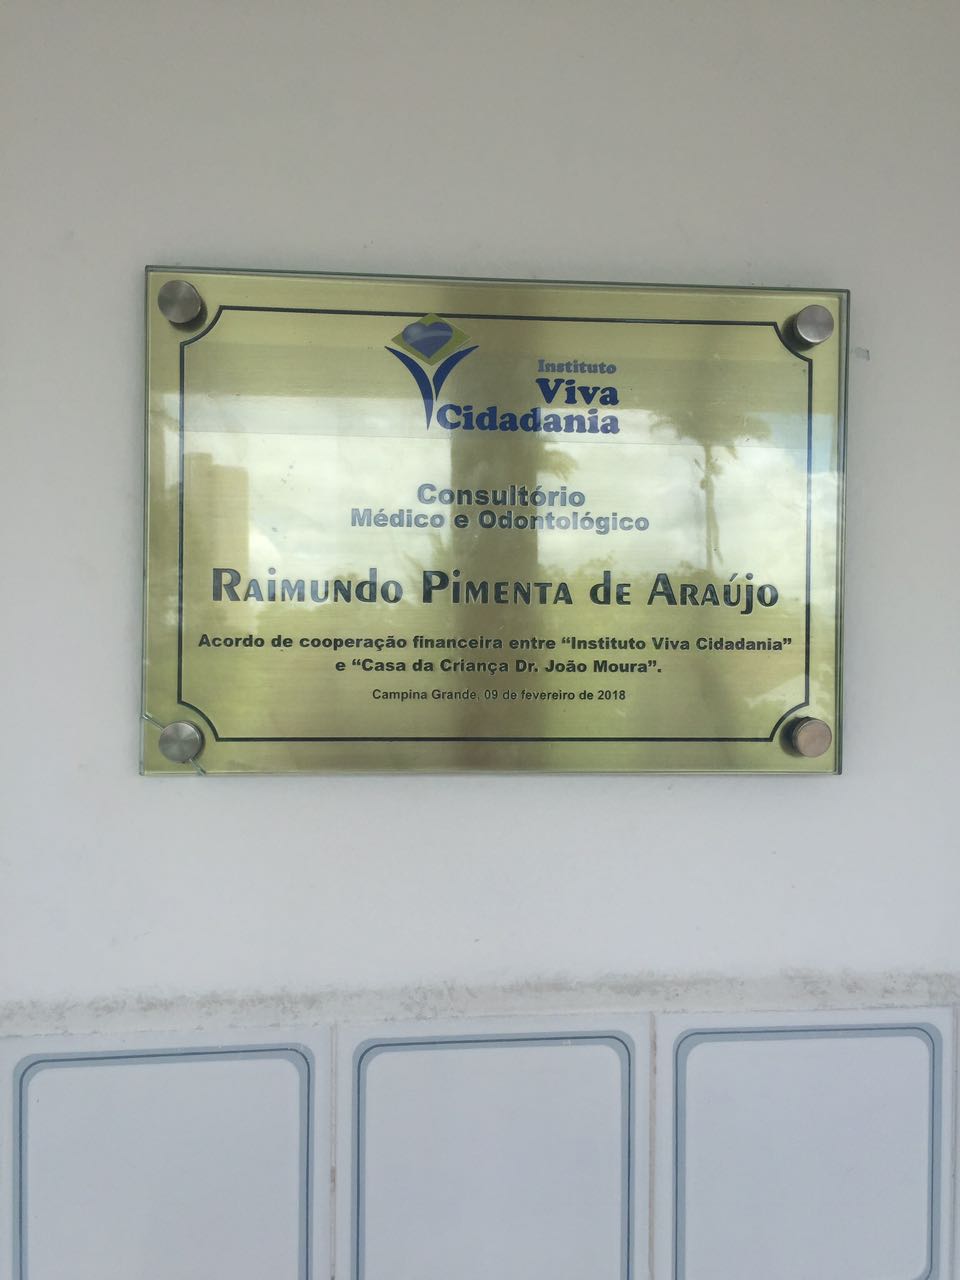 Instituto
Viva
Cidadania
Consultório
Médico e Odontológico
Raimundo Pimenta de Araújo
Acordo de cooperação financeira entre “Instituto Viva Cidadania”
e “Casa da Criança Dr. João Moura”.
Campina Grande, 09 de fevereiro de 2018